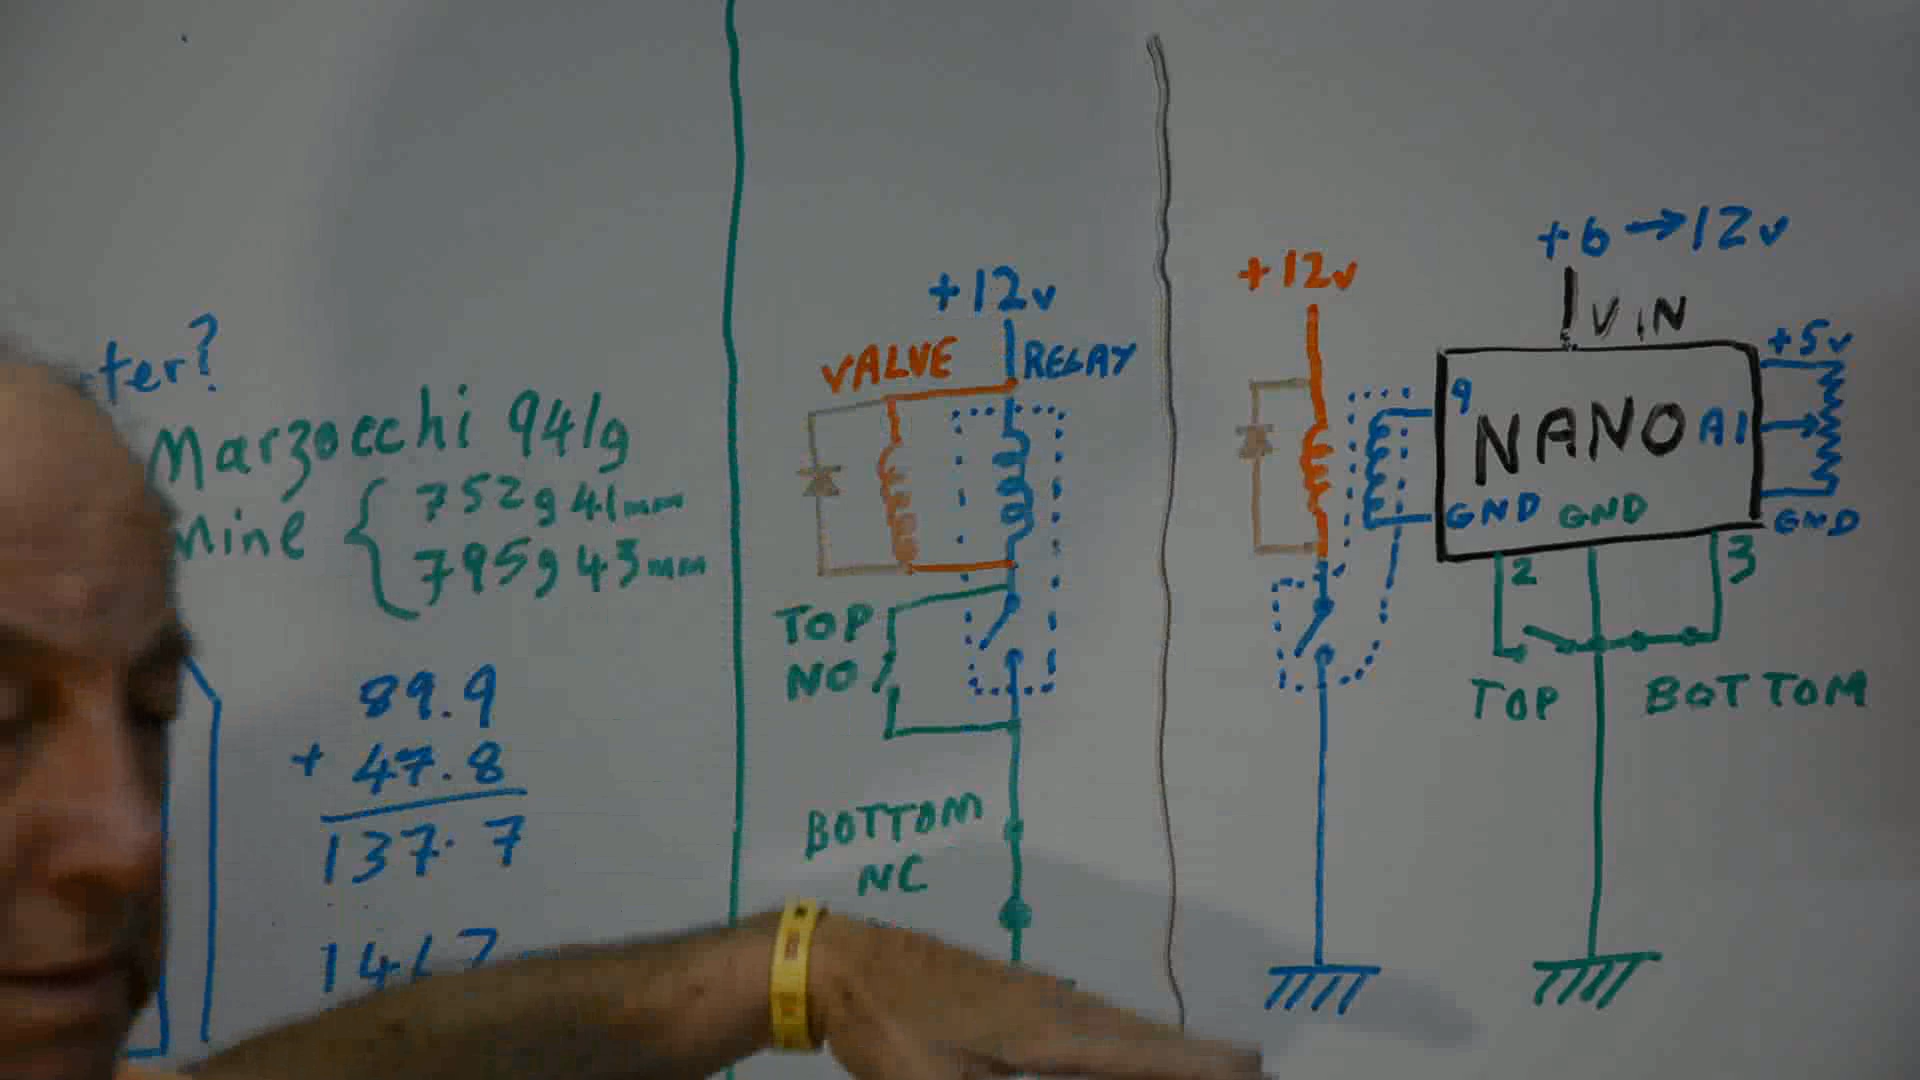 ter?
Marzocchi 941g
Mine { 752g 41mm
795g 43mm
89.9
+ 47.8
137.7
+12v
VALVE
RELAY
TOP
NO
BOTTOM
NC
+12v
+6→12v
VIN
+5v
9
NANO
A1
GND
GND
GND
2
3
TOP
BOTTOM